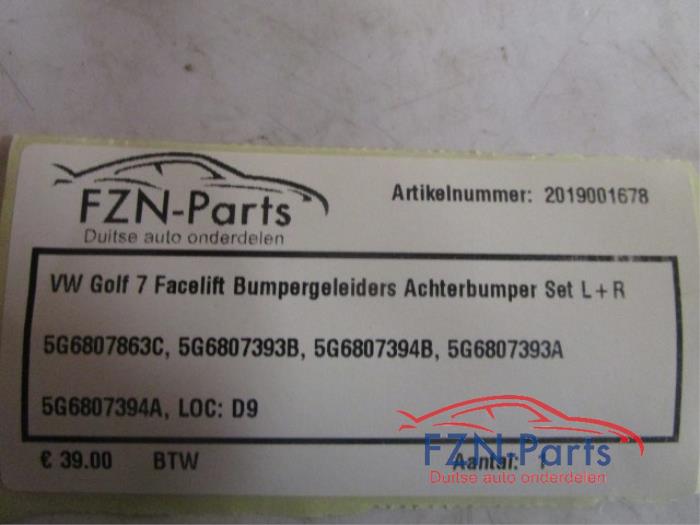 FZN-Parts
Duitse auto onderdelen
Artikelnummer: 2019001678
VW Golf 7 Facelift Bumpergeleiders Achterbumper Set L + R
5G6807863C, 5G6807393B, 5G6807394B, 5G6807393A
5G6807394A, LOC: D9
€ 39.00 BTW Aantal: 1
FZN-Parts
Duitse auto onderdelen